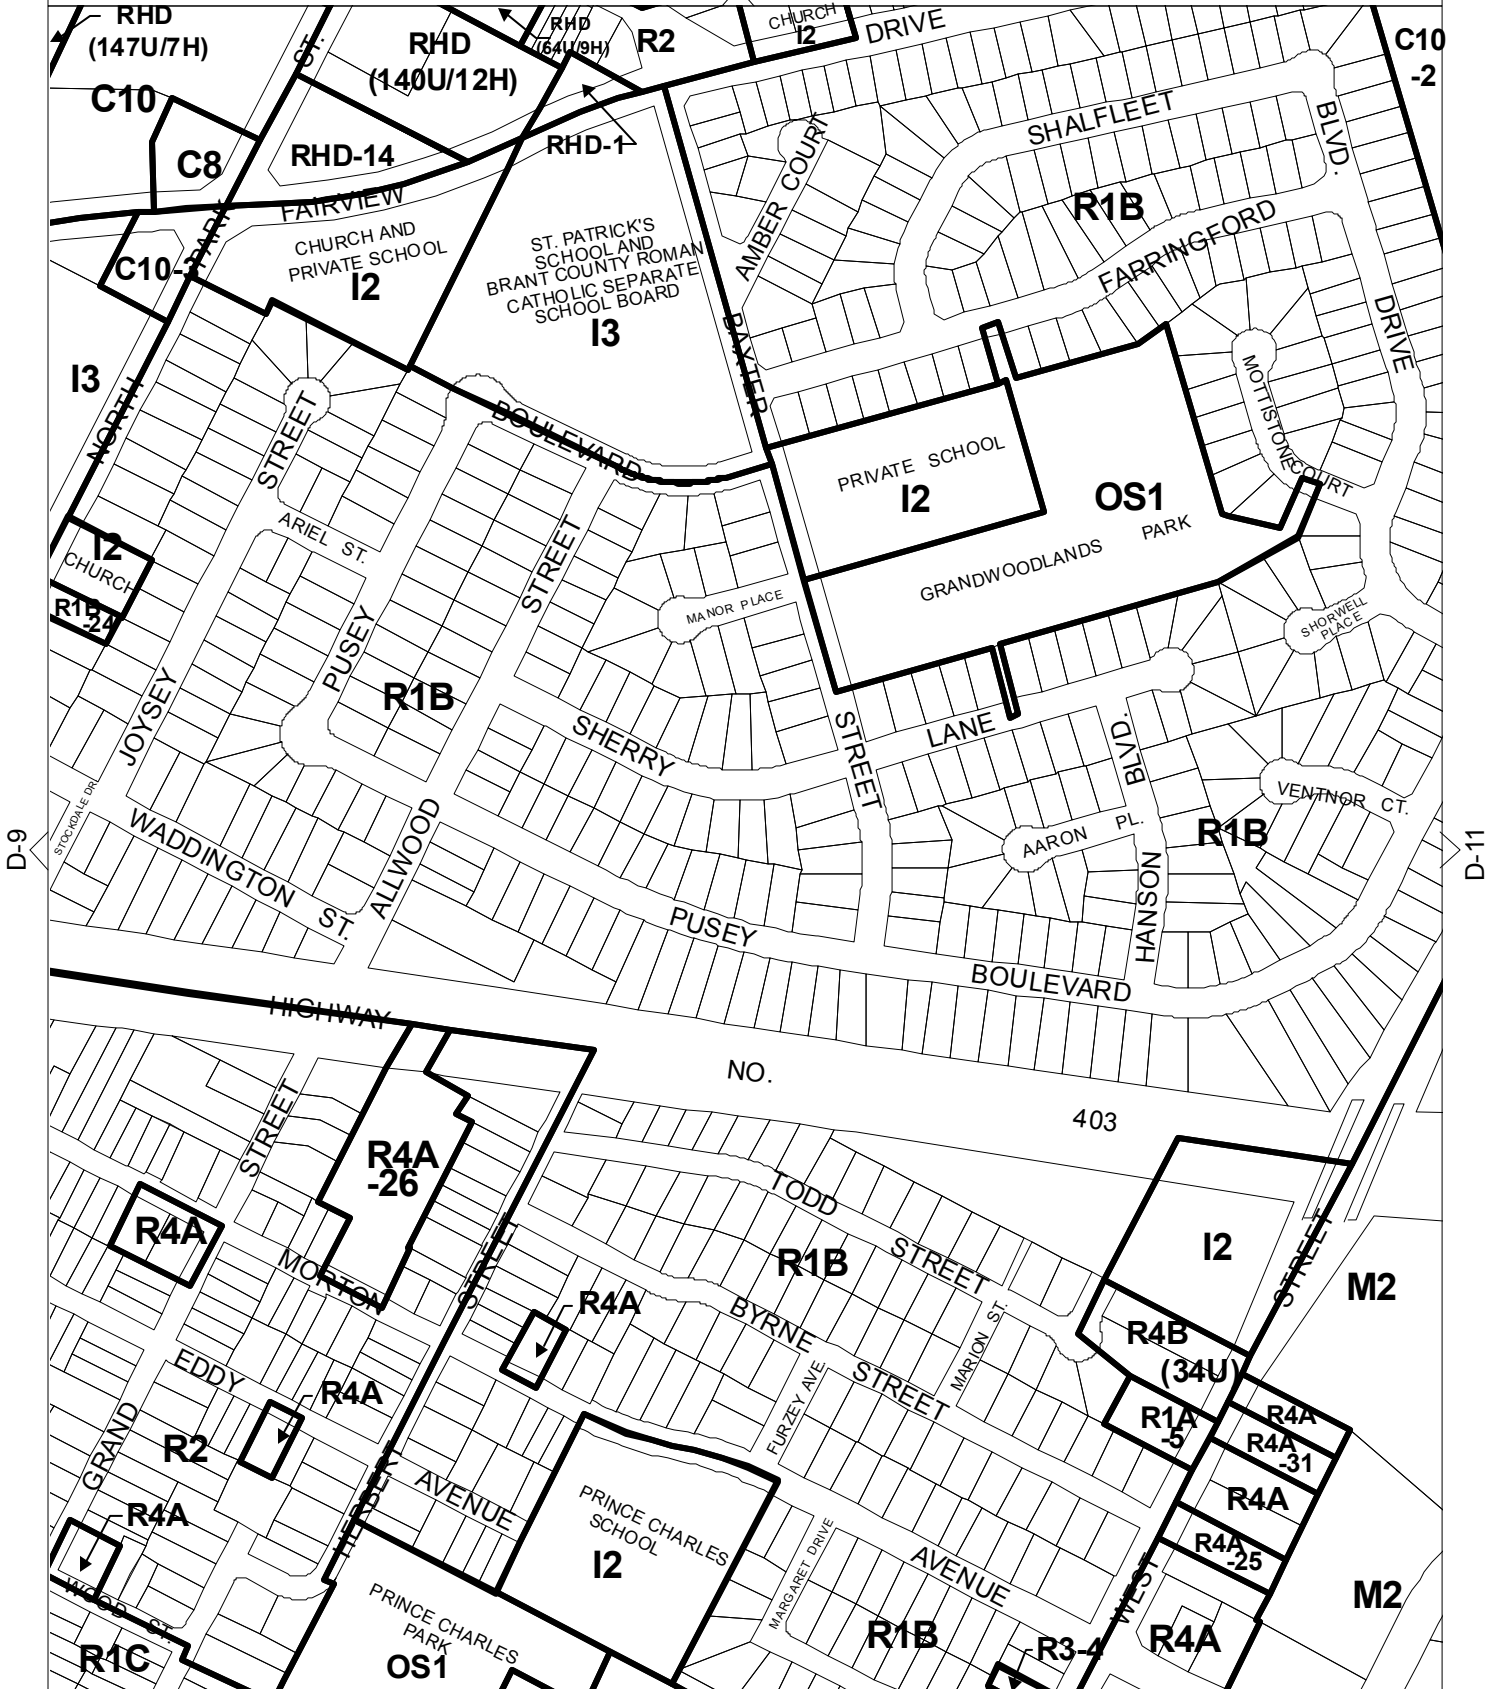 RHD
(147U/7H)
C10
ST.
RHD
(140U/12H)
RHD
(64U/9H)
R2
CHURCH
I2
DRIVE
C10
-2
C8
RHD-14
RHD-1
FAIRVIEW
SHALFLEET
BLVD.
AMBER COURT
R1B
FARRINGFORD
DRIVE
PARK
C10-3
CHURCH AND
PRIVATE SCHOOL
I2
ST. PATRICK'S
SCHOOL AND
BRANT COUNTY ROMAN
CATHOLIC SEPARATE
SCHOOL BOARD
I3
I3
NORTH
STREET
BOULEVARD
BAXTER
MOTTISTONE
COURT
PRIVATE SCHOOL
I2
OS1
PARK
GRANDWOODLANDS
I2
CHURCH
R1B
-24
ARIEL ST.
STREET
MANOR PLACE
SHORWELL
PLACE
PUSEY
R1B
JOYSEY
SHERRY
STREET
LANE
BLVD.
VENTNOR CT.
R1B
AARON PL.
HANSON
STOCKDALE DR.
WADDINGTON ST.
ALLWOOD
PUSEY
BOULEVARD
D-9
D-11
HIGHWAY
NO.
403
STREET
R4A
-26
R4A
MORTON
STREET
TODD
STREET
R1B
I2
STREET
M2
R4A
BYRNE
STREET
MARION ST.
FURZEY AVE.
R4B
(34U)
R1A
-5
R4A
R4A
-31
R4A
R4A
-25
EDDY
R4A
R2
GRAND
R4A
HERBERT
AVENUE
PRINCE CHARLES
SCHOOL
I2
MARGARET DRIVE
AVENUE
WEST
M2
WOOD ST.
R1C
PRINCE CHARLES
PARK
OS1
R1B
R3-4
R4A